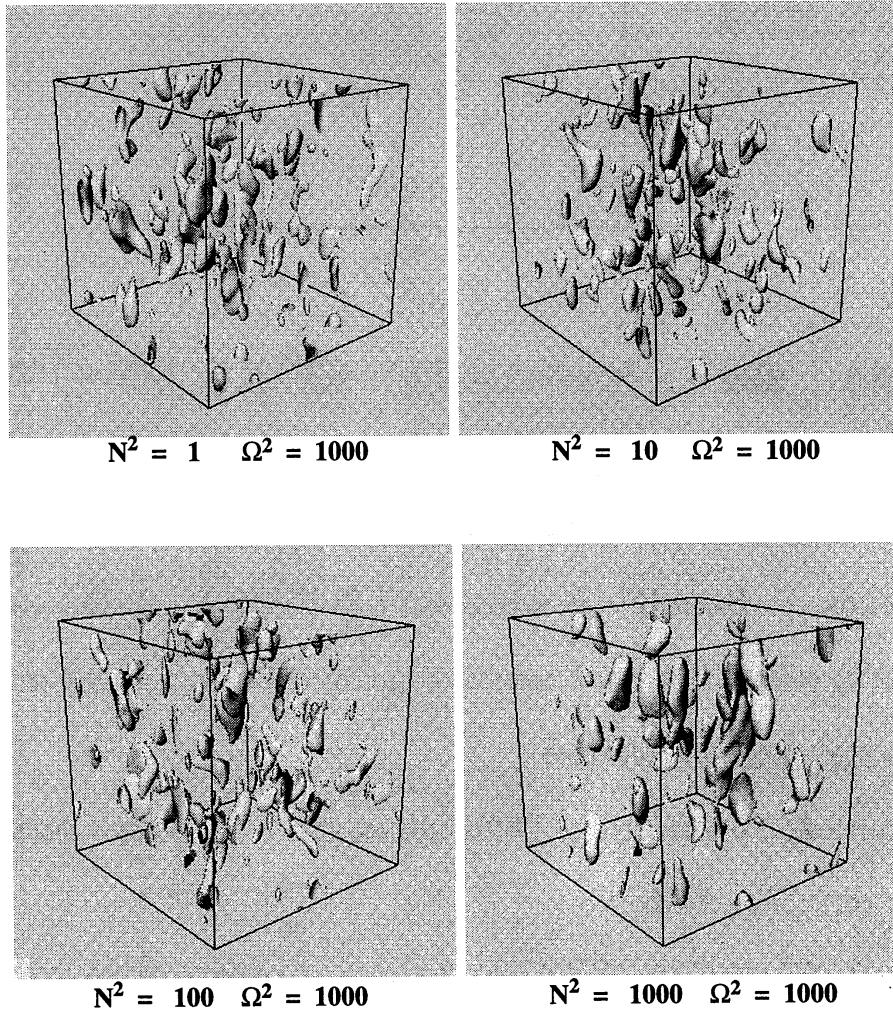 N² = 1 Ω² = 1000
N² = 10 Ω² = 1000
N² = 100 Ω² = 1000
N² = 1000 Ω² = 1000